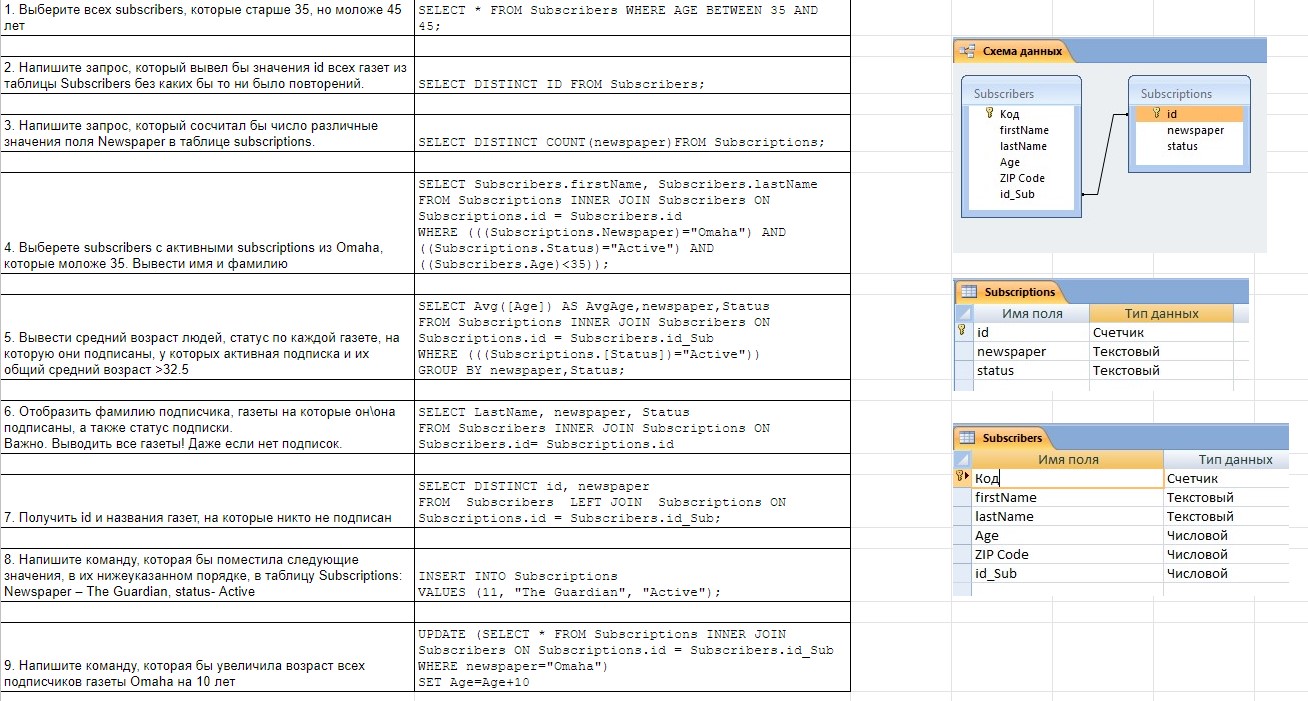 1. Выберите всех subscribers, которые старше 35, но моложе 45
лет
SELECT * FROM Subscribers WHERE AGE BETWEEN 35 AND
45;
2. Напишите запрос, который вывел бы значения id всех газет из
таблицы Subscribers без каких бы то ни было повторений.
SELECT DISTINCT ID FROM Subscribers;
3. Напишите запрос, который сосчитал бы число различные
значения поля Newspaper в таблице subscriptions.
SELECT DISTINCT COUNT(newspaper)FROM Subscriptions;
4. Выберете subscribers с активными subscriptions из Omaha,
которые моложе 35. Вывести имя и фамилию
SELECT Subscribers.firstName, Subscribers.lastName
FROM Subscriptions INNER JOIN Subscribers ON
Subscriptions.id = Subscribers.id
WHERE (((Subscriptions.Newspaper)="Omaha") AND
((Subscriptions.Status)="Active") AND
((Subscribers.Age)<35));
5. Вывести средний возраст людей, статус по каждой газете, на
которую они подписаны, у которых активная подписка и их
общий средний возраст >32.5
SELECT Avg([Age]) AS AvgAge,newspaper,Status
FROM Subscriptions INNER JOIN Subscribers ON
Subscriptions.id = Subscribers.id_Sub
WHERE (((Subscriptions.[Status])="Active"))
GROUP BY newspaper,Status;
6. Отобразить фамилию подписчика, газеты на которые он\она
подписаны, а также статус подписки.
Важно. Выводить все газеты! Даже если нет подписок.
SELECT LastName, newspaper, Status
FROM Subscribers INNER JOIN Subscriptions ON
Subscribers.id= Subscriptions.id
7. Получить id и названия газет, на которые никто не подписан
SELECT DISTINCT id, newspaper
FROM  Subscribers  LEFT JOIN  Subscriptions ON
Subscriptions.id = Subscribers.id_Sub;
8. Напишите команду, которая бы поместила следующие
значения, в их нижеуказанном порядке, в таблицу Subscriptions:
Newspaper – The Guardian, status- Active
INSERT INTO Subscriptions
VALUES (11, "The Guardian", "Active");
9. Напишите команду, которая бы увеличила возраст всех
подписчиков газеты Omaha на 10 лет
UPDATE (SELECT * FROM Subscriptions INNER JOIN
Subscribers ON Subscriptions.id = Subscribers.id_Sub
WHERE newspaper="Omaha")
SET Age=Age+10
Схема данных
Subscribers
Код
firstName
lastName
Age
ZIP Code
id_Sub
Subscriptions
id
newspaper
status
Subscriptions
Имя поля Тип данных
id Счетчик
newspaper Текстовый
status Текстовый
Subscribers
Имя поля Тип данных
Код Счетчик
firstName Текстовый
lastName Текстовый
Age Числовой
ZIP Code Числовой
id_Sub Числовой